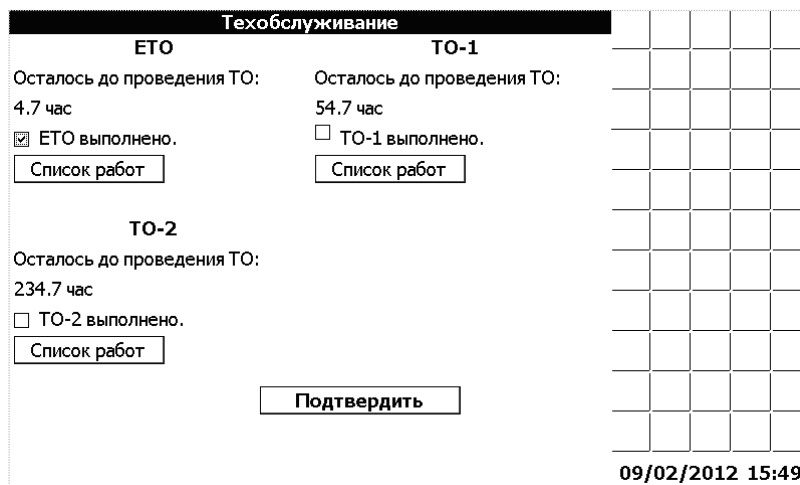 Техобслуживание
ЕТО
Осталось до проведения ТО:
4.7 час
ЕТО выполнено.
Список работ
ТО-1
Осталось до проведения ТО:
54.7 час
ТО-1 выполнено.
Список работ
ТО-2
Осталось до проведения ТО:
234.7 час
ТО-2 выполнено.
Список работ
Подтвердить
09/02/2012 15:49